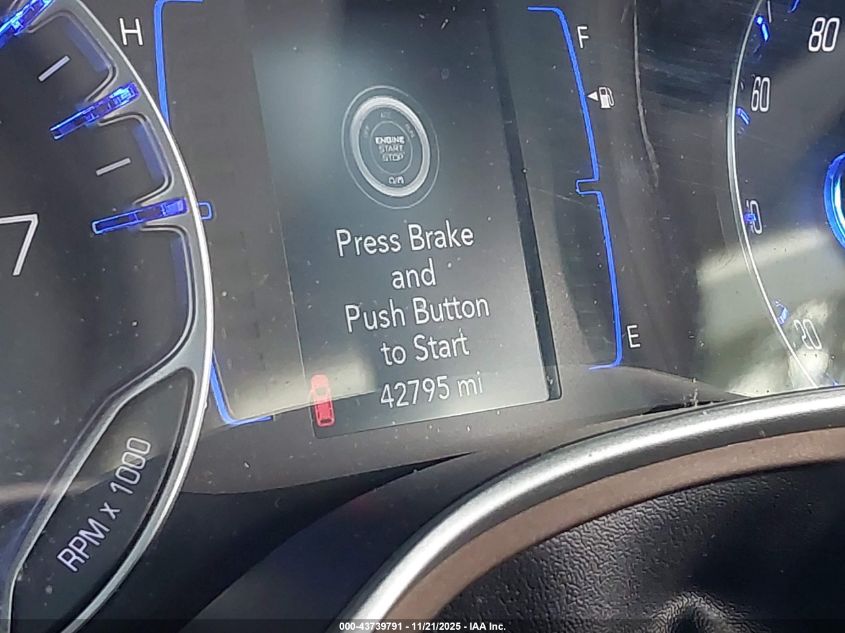 H
F
80
60
ENGINE
START
STOP
Press Brake
and
Push Button
to Start
42795 mi
7
E
20
RPM x 1000
000-43739791 - 11/21/2025 - IAA Inc.